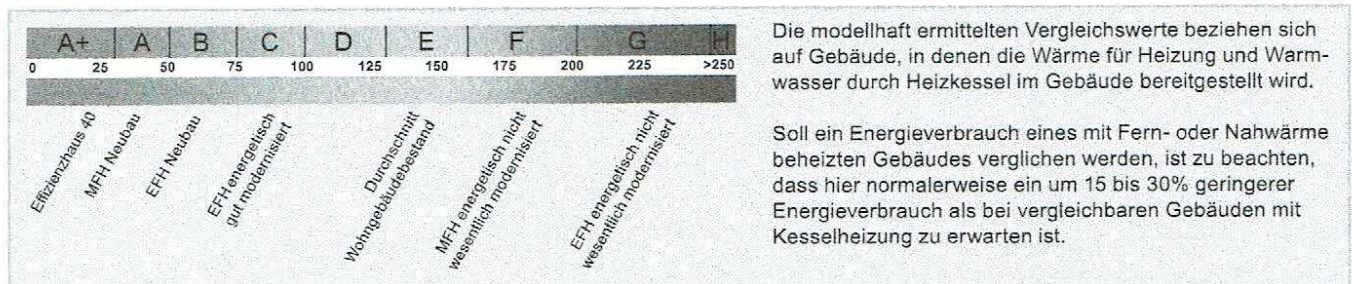 A+ A B C D E F G H
0 25 50 75 100 125 150 175 200 225 >250
Effizienzhaus 40
MFH Neubau
EFH Neubau
EFH energetisch
gut modernisiert
Durchschnitt
Wohngebäudebestand
MFH energetisch nicht
wesentlich modernisiert
EFH energetisch nicht
wesentlich modernisiert
Die modellhaft ermittelten Vergleichswerte beziehen sich
auf Gebäude, in denen die Wärme für Heizung und Warm-
wasser durch Heizkessel im Gebäude bereitgestellt wird.
Soll ein Energieverbrauch eines mit Fern- oder Nahwärme
beheizten Gebäudes verglichen werden, ist zu beachten,
dass hier normalerweise ein um 15 bis 30% geringerer
Energieverbrauch als bei vergleichbaren Gebäuden mit
Kesselheizung zu erwarten ist.